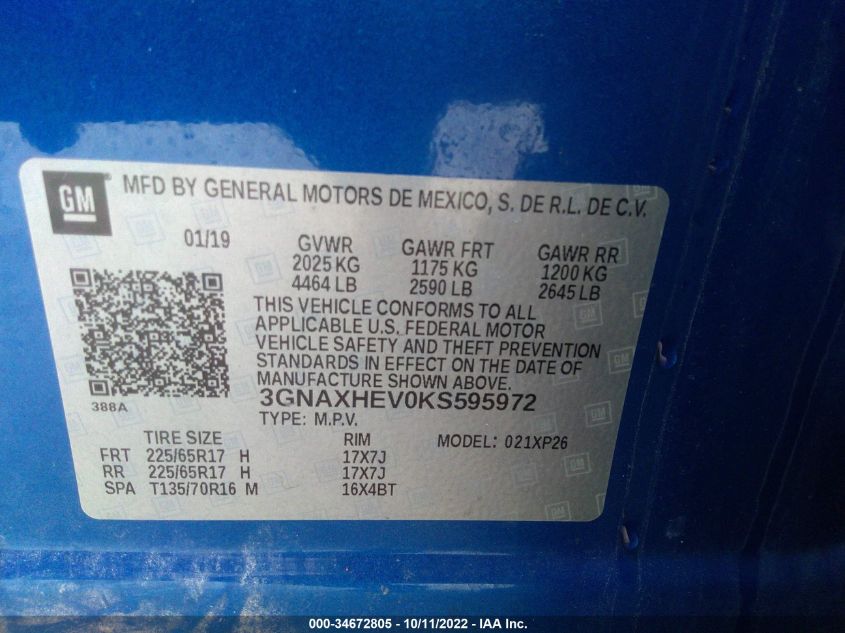 GM
MFD BY GENERAL MOTORS DE MEXICO, S. DE R.L. DE C.V.
01/19 GVWR GAWR FRT GAWR RR
2025 KG 1175 KG 1200 KG
4464 LB 2590 LB 2645 LB
THIS VEHICLE CONFORMS TO ALL
APPLICABLE U.S. FEDERAL MOTOR
VEHICLE SAFETY AND THEFT PREVENTION
STANDARDS IN EFFECT ON THE DATE OF
MANUFACTURE SHOWN ABOVE.
388A
3GNAXHEV0KS595972
TYPE: M.P.V.
TIRE SIZE RIM MODEL: 021XP26
FRT 225/65R17 H 17X7J
RR 225/65R17 H 17X7J
SPA T135/70R16 M 16X4BT
000-34672805 - 10/11/2022 - IAA Inc.